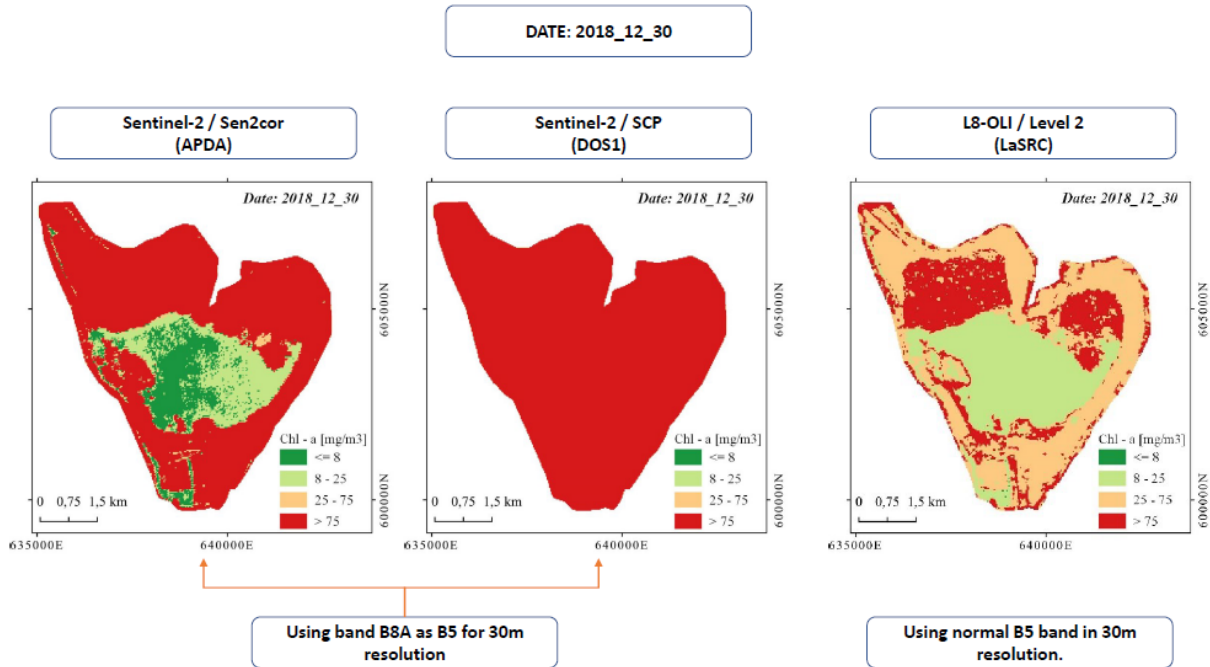 DATE: 2018_12_30
Sentinel-2 / Sen2cor
(APDA)
Sentinel-2 / SCP
(DOS1)
L8-OLI / Level 2
(LaSRC)
Date: 2018_12_30
605000N
600000N
Chl - a [mg/m3]
<= 8
8 - 25
25 - 75
> 75
0 0,75 1,5 km
635000E
640000E
Date: 2018_12_30
605000N
600000N
Chl - a [mg/m3]
<= 8
8 - 25
25 - 75
> 75
0 0,75 1,5 km
635000E
640000E
Date: 2018_12_30
605000N
600000N
Chl - a [mg/m3]
<= 8
8 - 25
25 - 75
> 75
0 0,75 1,5 km
635000E
640000E
Using band B8A as B5 for 30m
resolution
Using normal B5 band in 30m
resolution.